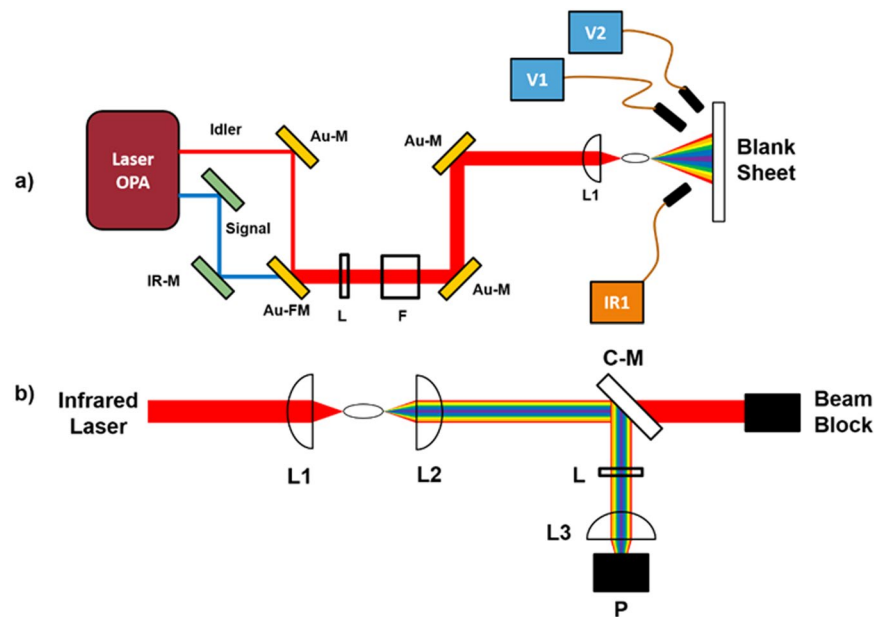 a)
Laser
OPA
Idler
Au-M
Signal
IR-M
Au-FM
L
F
Au-M
Au-M
L1
V1
V2
Blank
Sheet
IR1
b)
Infrared
Laser
L1
L2
C-M
Beam
Block
L
L3
P